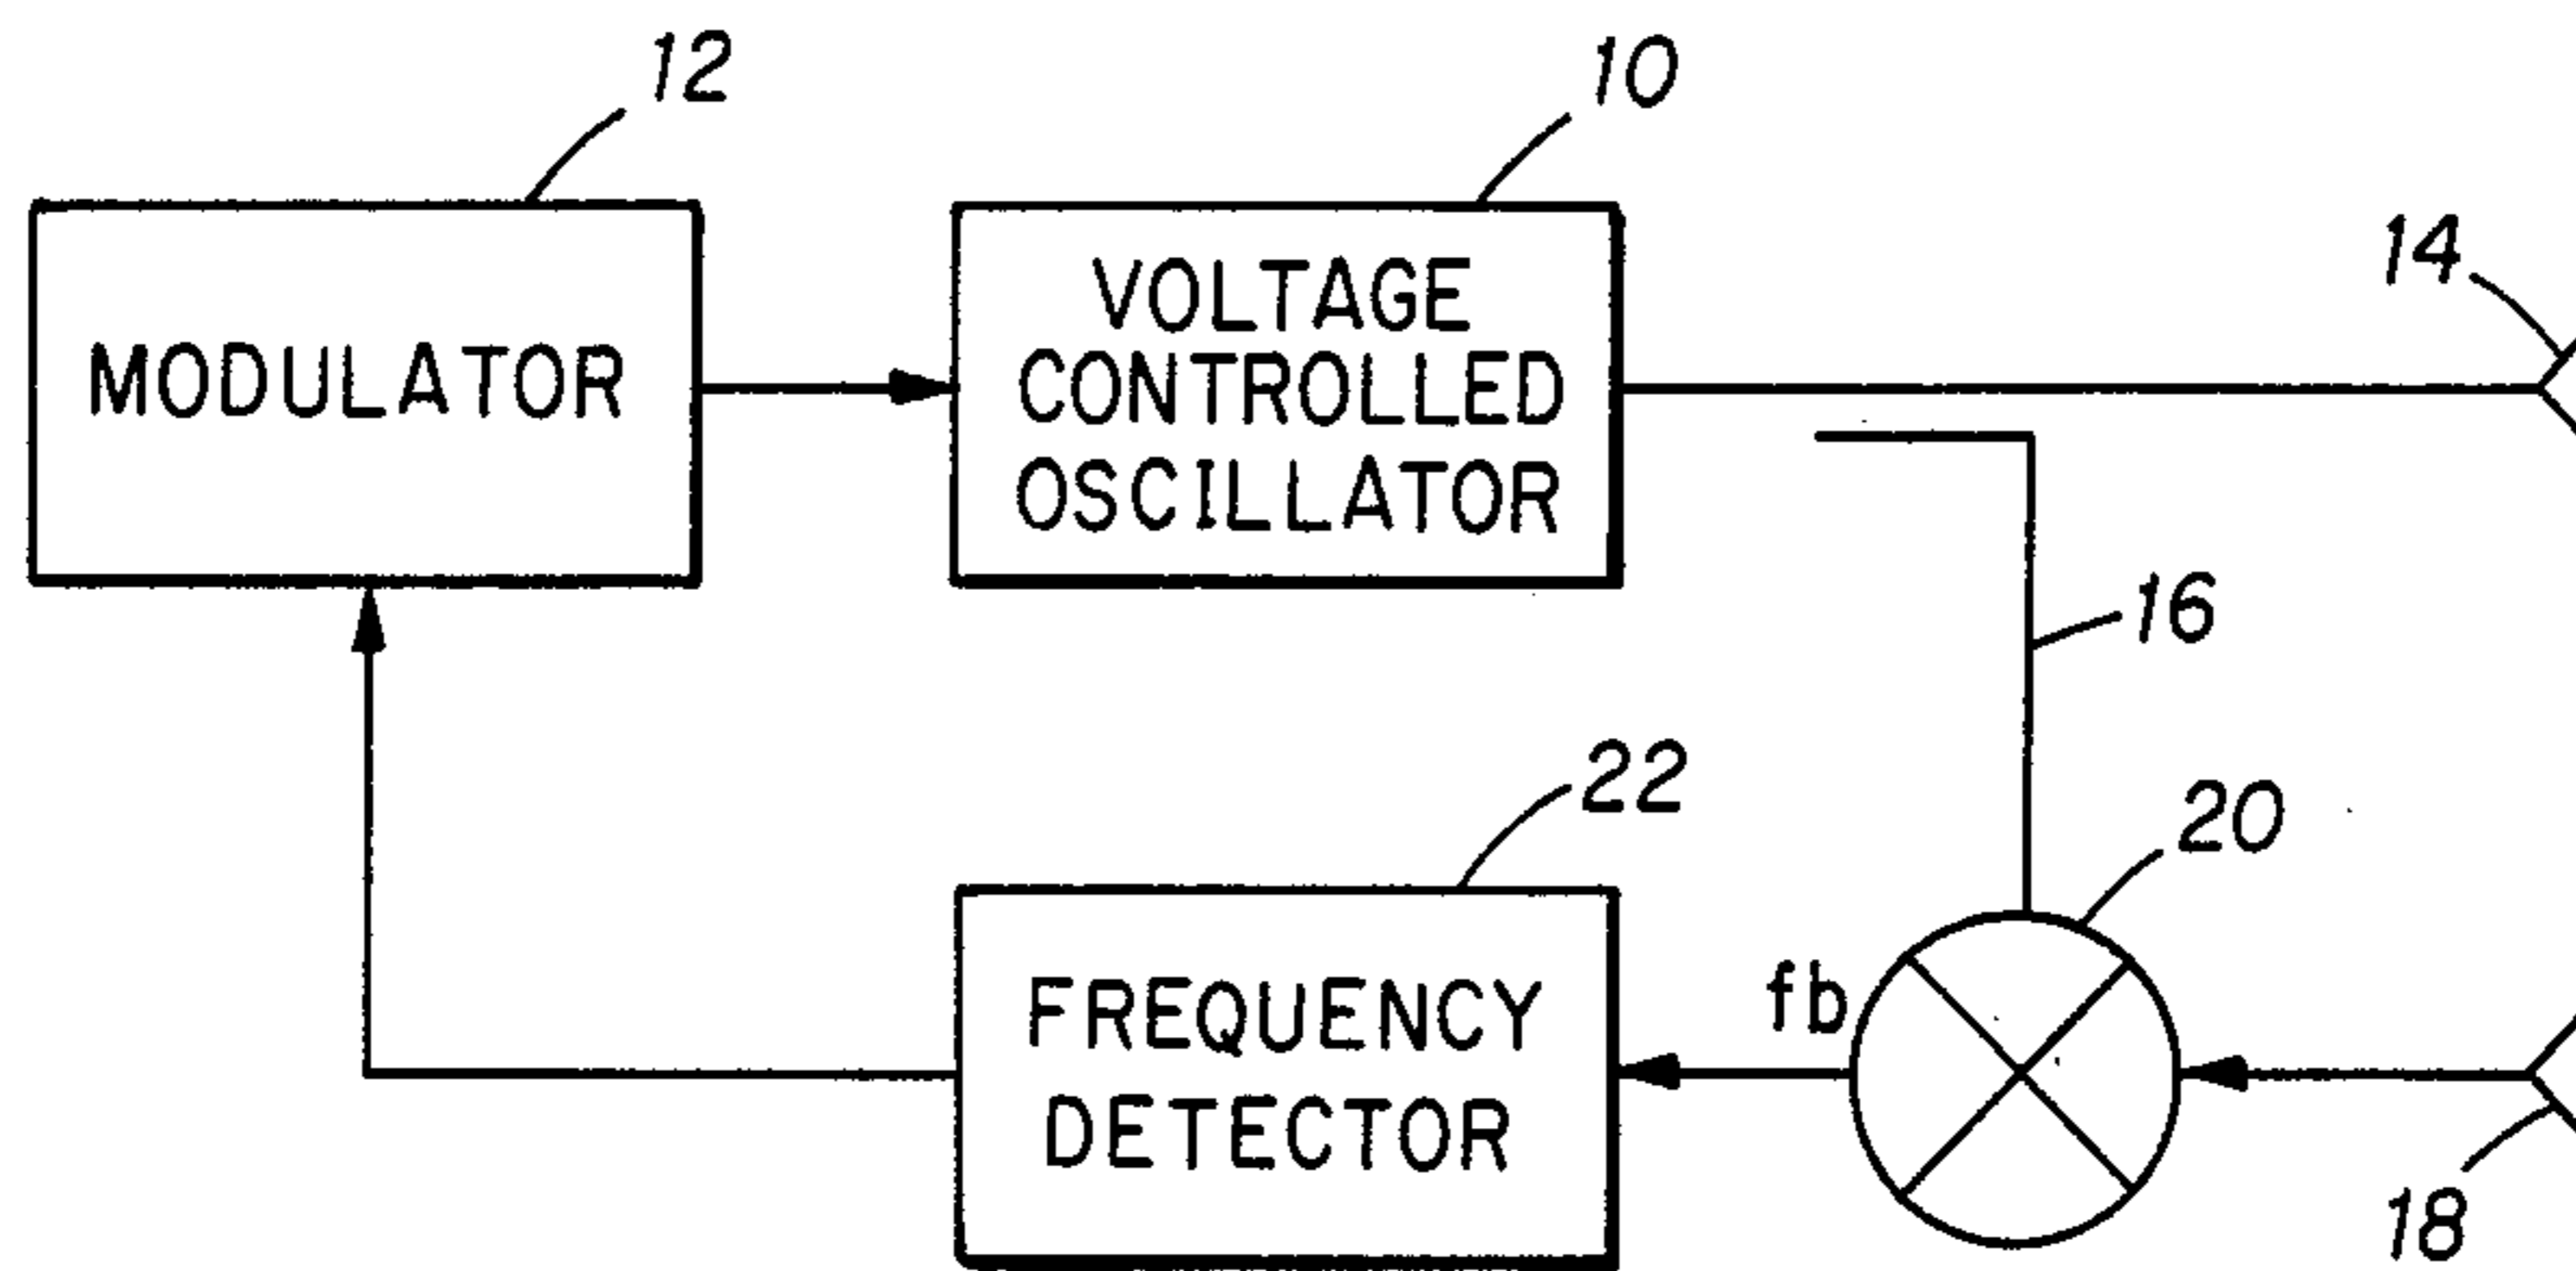 12
10
14
MODULATOR
VOLTAGE
CONTROLLED
OSCILLATOR
16
22
20
fb
FREQUENCY
DETECTOR
18